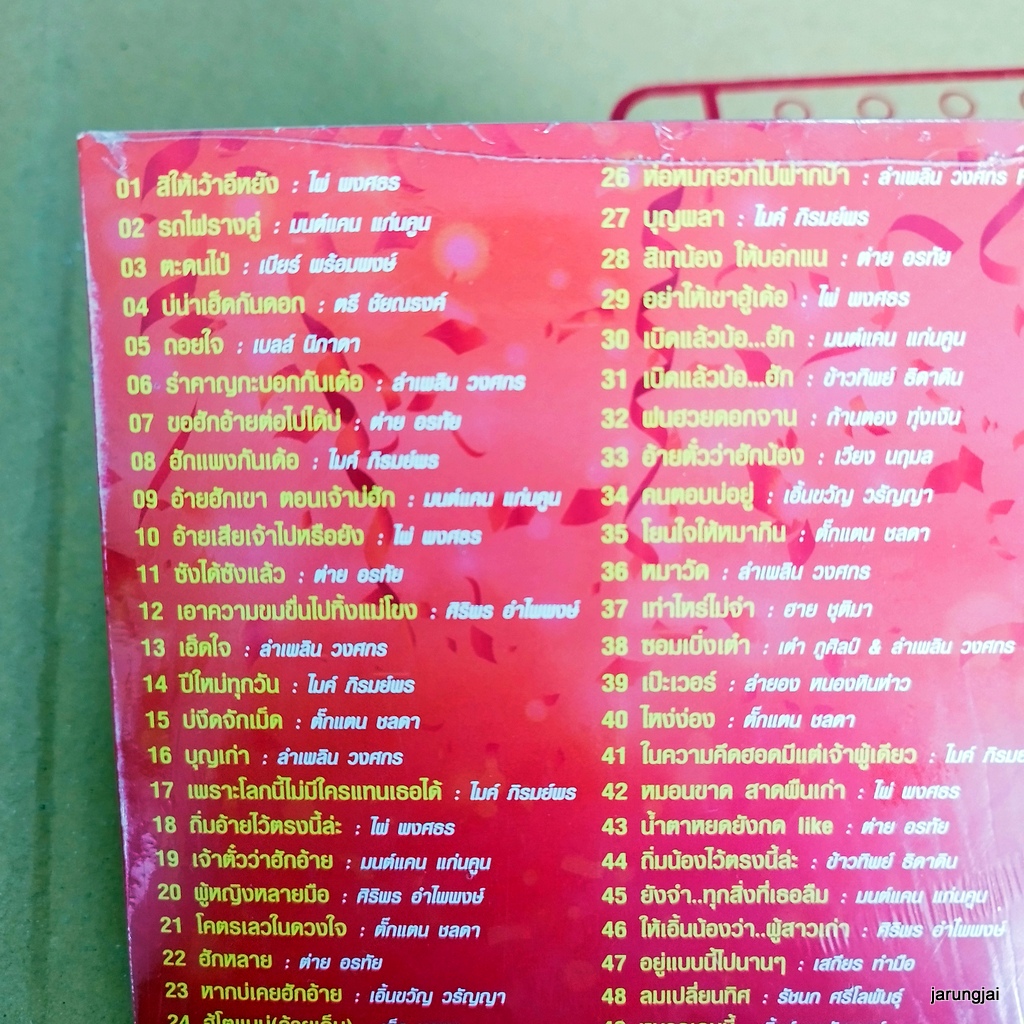 01 สิให้เว้าอีหยัง : ไผ่ พงศธร
02 รถไฟรางคู่ : มนต์แคน แก่นคูน
03 ตะดนไป่ : เบียร์ พร้อมพงษ์
04 บ่น่าเฮ็ดกันดอก : ตรี ชัยณรงค์
05 ถอยใจ : เบลล์ นิภาดา
06 รำคาญกะบอกกันเด้อ : ลำเพลิน วงศกร
07 ขอฮักอ้ายต่อไปได้บ่ : ต่าย อรทัย
08 ฮักแพงกันเด้อ : ไมค์ ภิรมย์พร
09 อ้ายฮักเขา ตอนเจ้าบ่ฮัก : มนต์แคน แก่นคูน
10 อ้ายเสียเจ้าไปหรือยัง : ไผ่ พงศธร
11 ซังได้ซังแล้ว : ต่าย อรทัย
12 เอาความขมขื่นไปทิ้งแม่โขง : ศิริพร อำไพพงษ์
13 เฮ็ดใจ : ลำเพลิน วงศกร
14 ปีใหม่ทุกวัน : ไมค์ ภิรมย์พร
15 บ่งึดจักเม็ด : ตั๊กแตน ชลดา
16 บุญเก่า : ลำเพลิน วงศกร
17 เพราะโลกนี้ไม่มีใครแทนเธอได้ : ไมค์ ภิรมย์พร
18 ถิ่มอ้ายไว้ตรงนี้ล่ะ : ไผ่ พงศธร
19 เจ้าตั๋วว่าฮักอ้าย : มนต์แคน แก่นคูน
20 ผู้หญิงหลายมือ : ศิริพร อำไพพงษ์
21 โคตรเลวในดวงใจ : ตั๊กแตน ชลดา
22 ฮักหลาย : ต่าย อรทัย
23 หากบ่เคยฮักอ้าย : เอิ้นขวัญ วรัญญา
24
26 ห่อหมกฮวกไปฝากป้า : ลำเพลิน วงศกร
27 บุญผลา : ไมค์ ภิรมย์พร
28 สิเทน้อง ให้บอกแน : ต่าย อรทัย
29 อย่าให้เขาฮู้เด้อ : ไผ่ พงศธร
30 เบิดแล้วบ้อ...ฮัก : มนต์แคน แก่นคูน
31 เบิดแล้วบ้อ...ฮัก : ข้าวทิพย์ ธิดาดิน
32 ฝนฮวยดอกจาน : ก้านตอง ทุ่งเงิน
33 อ้ายตั๋วว่าฮักน้อง : เวียง นฤมล
34 คนตอบบ่อยู่ : เอิ้นขวัญ วรัญญา
35 โยนใจให้หมากิน : ตั๊กแตน ชลดา
36 หมาวัด : ลำเพลิน วงศกร
37 เท่าไหร่ไม่จำ : ฮาย ชุติมา
38 ซอมเบิ่งเต๋า : เต๋า ภูศิลป์ & ลำเพลิน วงศกร
39 เป๊ะเวอร์ : ลำยอง หนองหินห่าว
40 ไหง่ง่อง : ตั๊กแตน ชลดา
41 ในความคึดฮอดมีแต่เจ้าผู้เดียว : ไมค์
42 หมอนขาด สาดผืนเก่า : ไผ่ พงศธร
43 น้ำตาหยดยังกด like : ต่าย อรทัย
44 ถิ่มน้องไว้ตรงนี้ล่ะ : ข้าวทิพย์ ธิดาดิน
45 ยังจำ..ทุกสิ่งที่เธอลืม : มนต์แคน แก่นคูน
46 ให้เอิ้นน้องว่า..ผู้สาวเก่า : ศิริพร อำไพพงษ์
47 อยู่แบบนี้ไปนานๆ : เสถียร ทำมือ
48 ลมเปลี่ยนทิศ : รัชนก ศรีโลพันธุ์
jarungjai